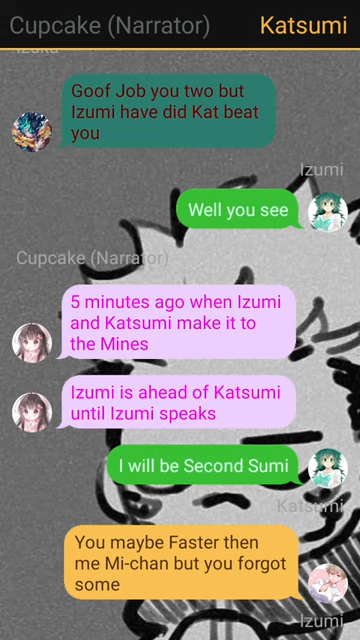 Cupcake (Narrator) Katsumi
Izuku
Goof Job you two but
Izumi have did Kat beat
you
Izumi
Well you see
Cupcake (Narrator)
5 minutes ago when Izumi
and Katsumi make it to
the Mines
Izumi is ahead of Katsumi
until Izumi speaks
I will be Second Sumi
Katsumi
You maybe Faster then
me Mi-chan but you forgot
some
Izumi